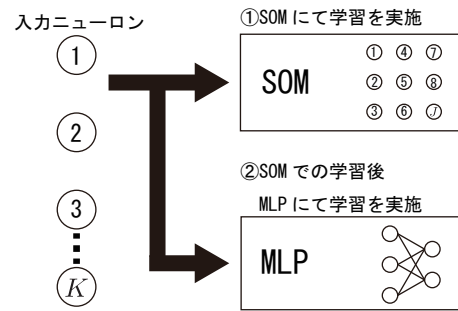 入力ニューロン
1
2
3
K
①SOMにて学習を実施
SOM
① ④ ⑦
② ⑤ ⑧
③ ⑥ J
②SOMでの学習後
MLPにて学習を実施
MLP